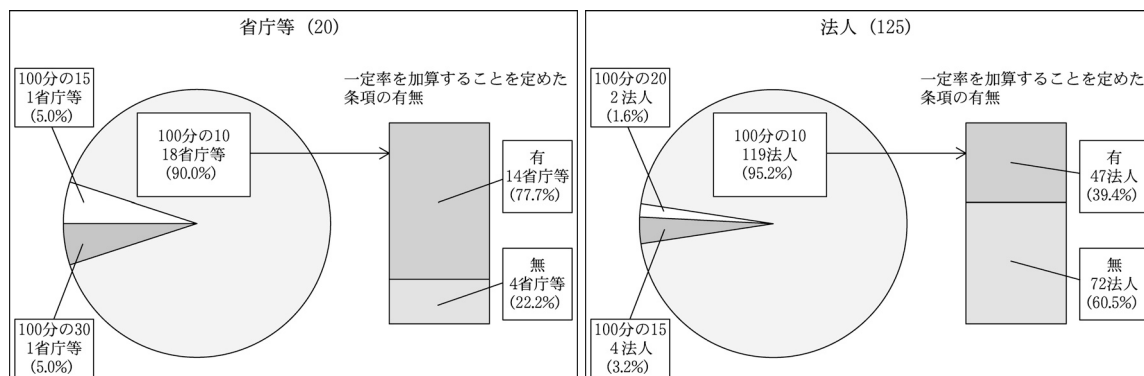 省庁等 (20)
100分の15
1省庁等
(5.0%)
100分の10
18省庁等
(90.0%)
一定率を加算することを定めた
条項の有無
有
14省庁等
(77.7%)
無
4省庁等
(22.2%)
100分の30
1省庁等
(5.0%)
法人 (125)
100分の20
2法人
(1.6%)
100分の10
119法人
(95.2%)
一定率を加算することを定めた
条項の有無
有
47法人
(39.4%)
無
72法人
(60.5%)
100分の15
4法人
(3.2%)